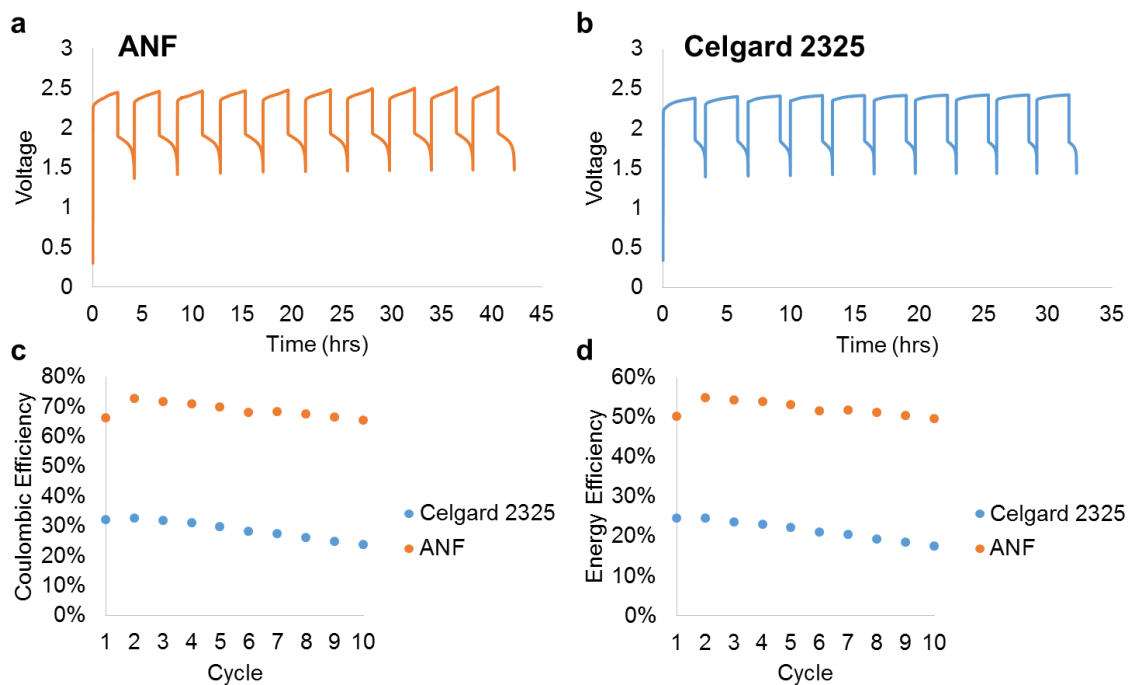 a
ANF
3
2.5
2
1.5
1
0.5
0
Voltage
0 5 10 15 20 25 30 35 40 45
Time (hrs)
b
Celgard 2325
3
2.5
2
1.5
1
0.5
0
Voltage
0 5 10 15 20 25 30 35
Time (hrs)
c
80%
70%
60%
50%
40%
30%
20%
10%
0%
Coulombic Efficiency
1 2 3 4 5 6 7 8 9 10
Cycle
Celgard 2325
ANF
d
60%
50%
40%
30%
20%
10%
0%
Energy Efficiency
1 2 3 4 5 6 7 8 9 10
Cycle
Celgard 2325
ANF